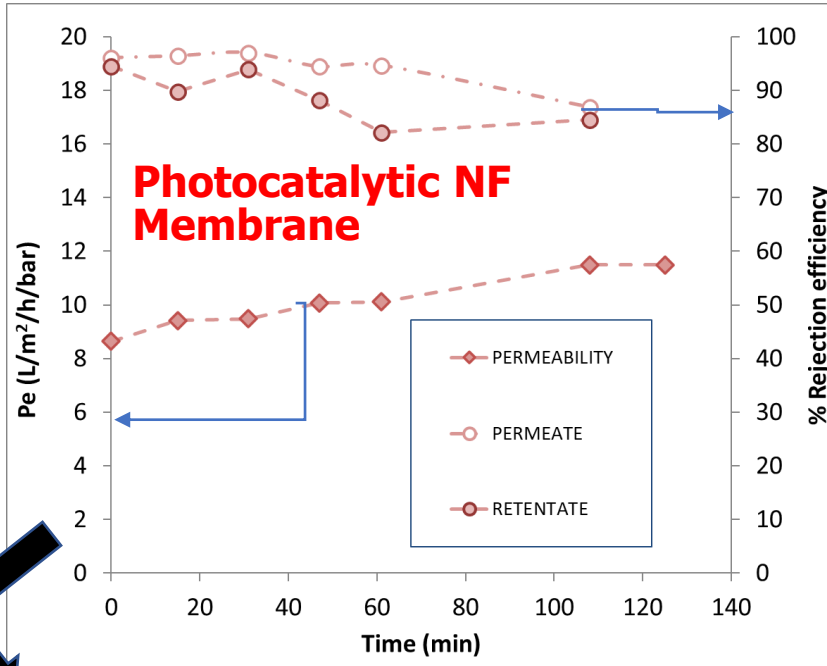 20
18
16
14
12
10
8
6
4
2
0
100
90
80
70
60
50
40
30
20
10
0
0 20 40 60 80 100 120 140
Pe (L/m²/h/bar)
% Rejection efficiency
Time (min)
Photocatalytic NF
Membrane
PERMEABILITY
PERMEATE
RETENTATE